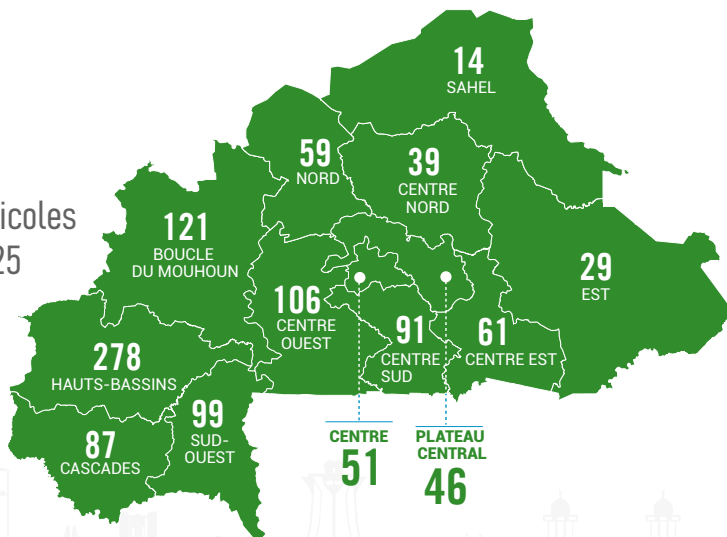 14
SAHEL
59
NORD
39
CENTRE
NORD
icoles
25
121
BOUCLE
DU MOUHOUN
29
EST
106
CENTRE
OUEST
91
CENTRE
SUD
61
CENTRE EST
278
HAUTS-BASSINS
99
SUD-
OUEST
87
CASCADES
CENTRE
51
PLATEAU
CENTRAL
46